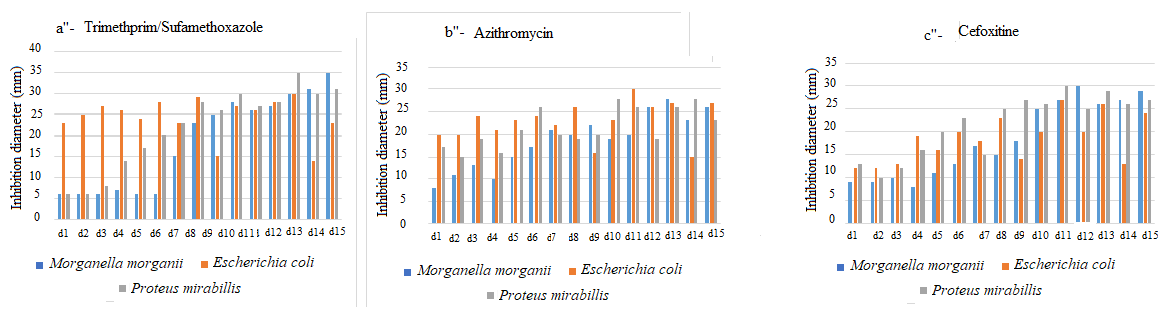 a"- Trimethprim/Sufamethoxazole
Inhibition diameter (mm)
40
35
30
25
20
15
10
5
0
d1 d2 d3 d4 d5 d6 d7 d8 d9 d10 d11 d12 d13 d14 d15
Morganella morganii Escherichia coli
Proteus mirabillis
b"- Azithromycin
Inhibition diameter (mm)
35
30
25
20
15
10
5
0
d1 d2 d3 d4 d5 d6 d7 d8 d9 d10 d11 d12 d13 d14 d15
Morganella morganii Escherichia coli
Proteus mirabillis
c"- Cefoxitine
Inhibition diameter (mm)
35
30
25
20
15
10
5
0
d1 d2 d3 d4 d5 d6 d7 d8 d9 d10 d11 d12 d13 d14 d15
Morganella morganii Escherichia coli
Proteus mirabillis